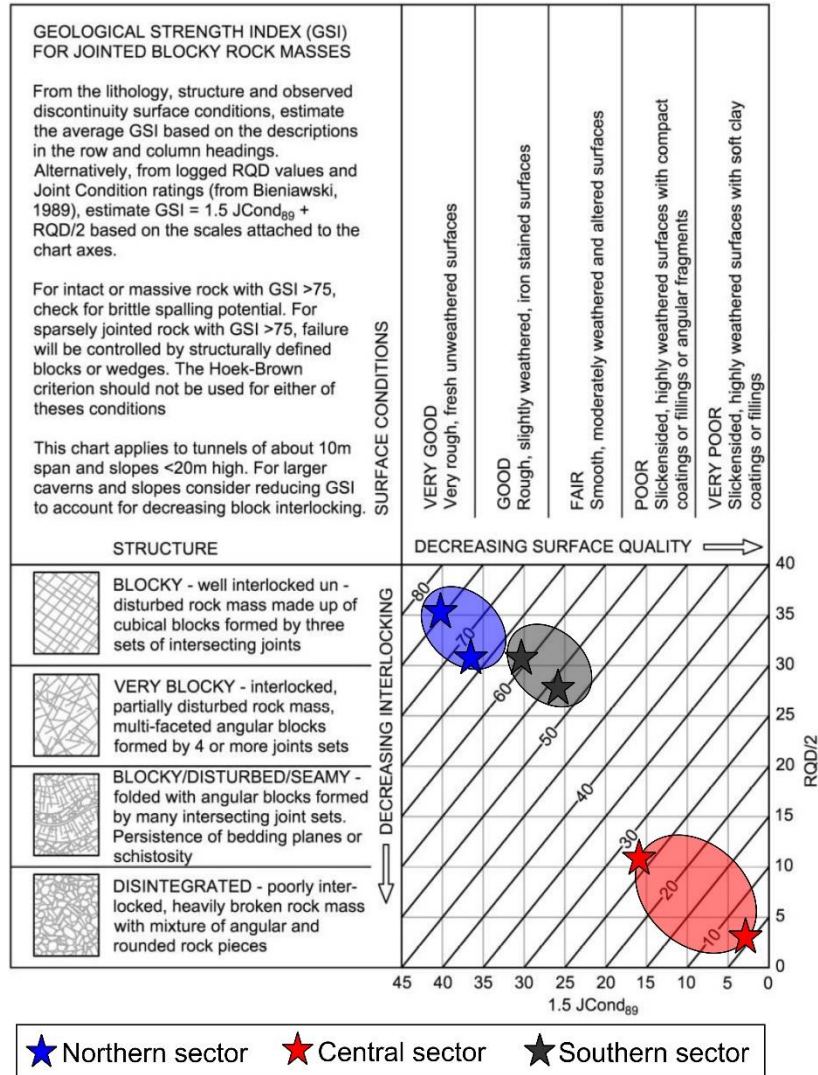 GEOLOGICAL STRENGTH INDEX (GSI)
FOR JOINTED BLOCKY ROCK MASSES
From the lithology, structure and observed
discontinuity surface conditions, estimate
the average GSI based on the descriptions
in the row and column headings.
Alternatively, from logged RQD values and
Joint Condition ratings (from Bieniawski,
1989), estimate GSI = 1.5 JCond₈₉ +
RQD/2 based on the scales attached to the
chart axes.
For intact or massive rock with GSI >75,
check for brittle spalling potential. For
sparsely jointed rock with GSI >75, failure
will be controlled by structurally defined
blocks or wedges. The Hoek-Brown
criterion should not be used for either of
theses conditions
This chart applies to tunnels of about 10m
span and slopes <20m high. For larger
caverns and slopes consider reducing GSI
to account for decreasing block interlocking.
SURFACE CONDITIONS
VERY GOOD
Very rough, fresh unweathered surfaces
GOOD
Rough, slightly weathered, iron stained surfaces
FAIR
Smooth, moderately weathered and altered surfaces
POOR
Slickensided, highly weathered surfaces with compact
coatings or fillings or angular fragments
VERY POOR
Slickensided, highly weathered surfaces with soft clay
coatings or fillings
STRUCTURE
DECREASING SURFACE QUALITY
BLOCKY - well interlocked un -
disturbed rock mass made up of
cubical blocks formed by three
sets of intersecting joints
VERY BLOCKY - interlocked,
partially disturbed rock mass,
multi-faceted angular blocks
formed by 4 or more joints sets
BLOCKY/DISTURBED/SEAMY -
folded with angular blocks formed
by many intersecting joint sets.
Persistence of bedding planes or
schistosity
DISINTEGRATED - poorly inter-
locked, heavily broken rock mass
with mixture of angular and
rounded rock pieces
DECREASING INTERLOCKING
80
70
60
50
40
30
20
10
40
35
30
25
20
15
10
5
0
RQD/2
45 40 35 30 25 20 15 10 5 0
1.5 JCond₈₉
Northern sector Central sector Southern sector